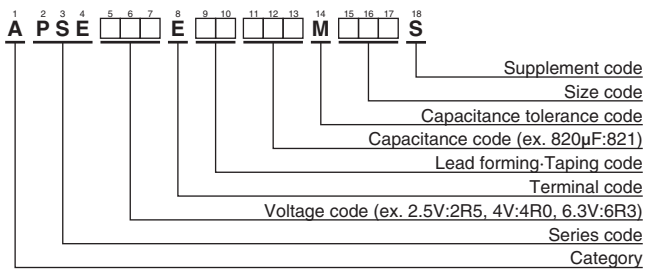 1 2 3 4 5 6 7 8 9 10 11 12 13 14 15 16 17 18
A P S E E M S
Supplement code
Size code
Capacitance tolerance code
Capacitance code (ex. 820μF:821)
Lead forming·Taping code
Terminal code
Voltage code (ex. 2.5V:2R5, 4V:4R0, 6.3V:6R3)
Series code
Category